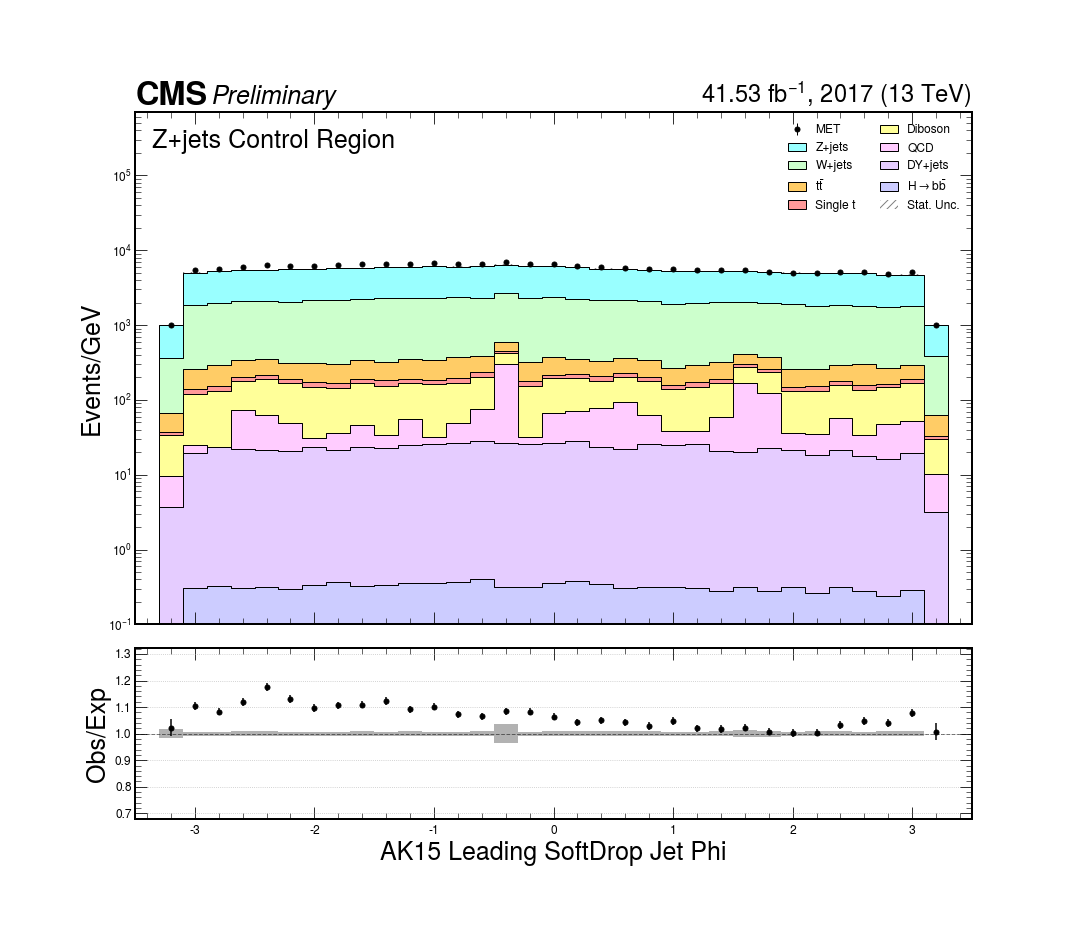 CMS Preliminary
41.53 fb⁻¹, 2017 (13 TeV)
Z+jets Control Region
MET
Z+jets
W+jets
tt̄
Single t
Diboson
QCD
DY+jets
H→bb̄
Stat. Unc.
Events/GeV
10⁵
10⁴
10³
10²
10¹
10⁰
10⁻¹
Obs/Exp
1.3
1.2
1.1
1.0
0.9
0.8
0.7
-3 -2 -1 0 1 2 3
AK15 Leading SoftDrop Jet Phi